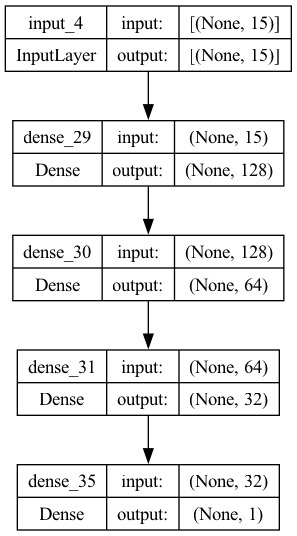 input_4 input: [(None, 15)]
InputLayer output: [(None, 15)]
dense_29 input: (None, 15)
Dense output: (None, 128)
dense_30 input: (None, 128)
Dense output: (None, 64)
dense_31 input: (None, 64)
Dense output: (None, 32)
dense_35 input: (None, 32)
Dense output: (None, 1)